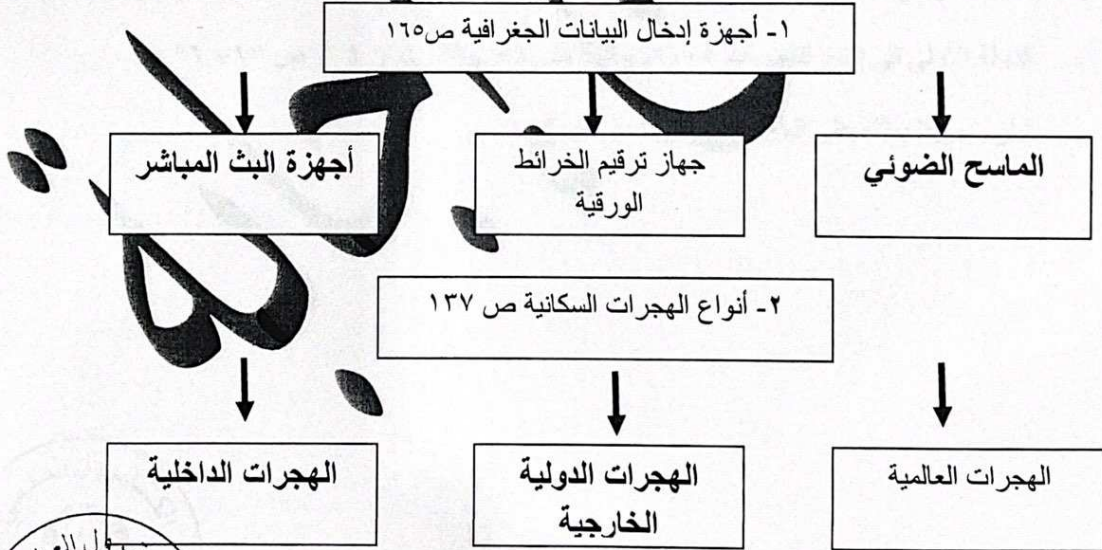 ١- أجهزة إدخال البيانات الجغرافية ص١٦٥
الماسح الضوئي
جهاز ترقيم الخرائط
الورقية
أجهزة البث المباشر
٢- أنواع الهجرات السكانية ص ١٣٧
الهجرات العالمية
الهجرات الدولية
الخارجية
الهجرات الداخلية